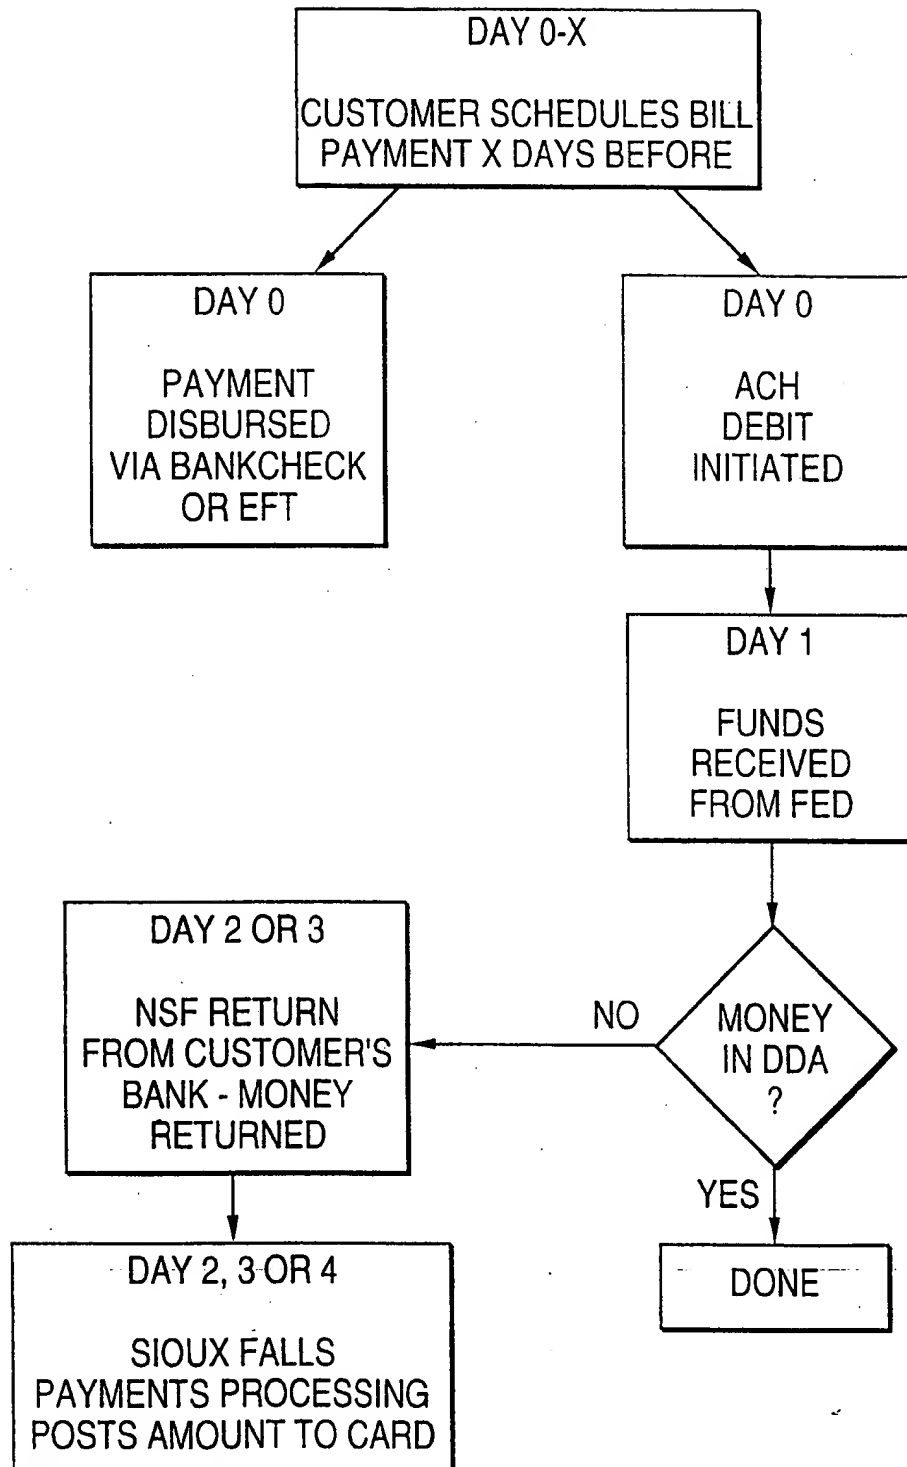 DAY 0-X
CUSTOMER SCHEDULES BILL
PAYMENT X DAYS BEFORE
DAY 0
PAYMENT
DISBURSED
VIA BANKCHECK
OR EFT
DAY 0
ACH
DEBIT
INITIATED
DAY 1
FUNDS
RECEIVED
FROM FED
MONEY
IN DDA
?
NO
YES
DAY 2 OR 3
NSF RETURN
FROM CUSTOMER'S
BANK - MONEY
RETURNED
DONE
DAY 2, 3 OR 4
SIOUX FALLS
PAYMENTS PROCESSING
POSTS AMOUNT TO CARD